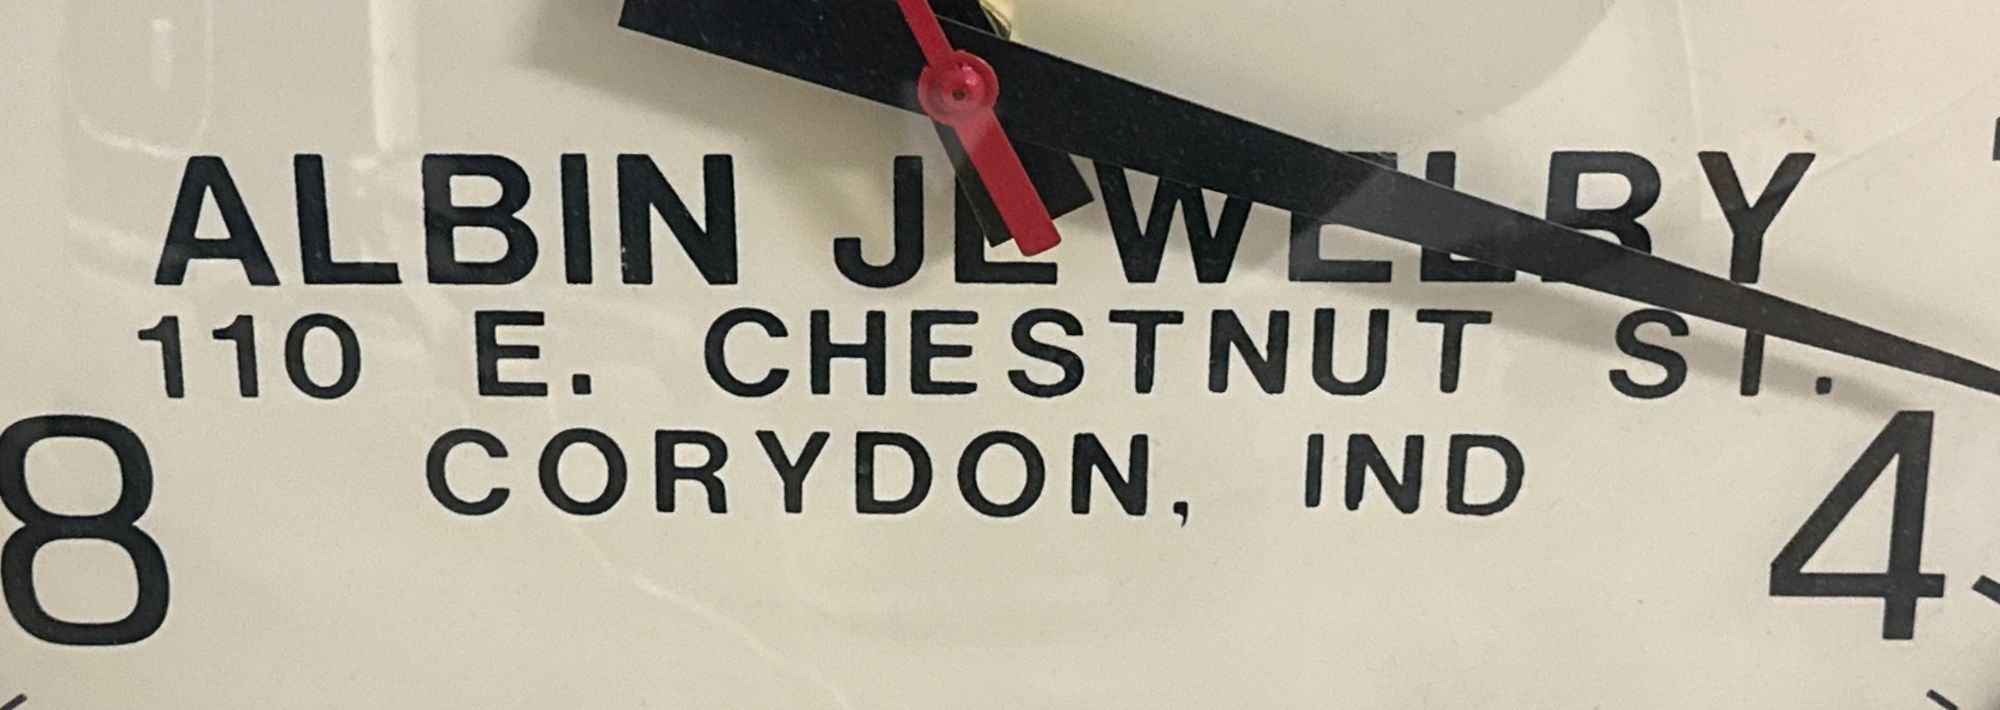 ALBIN JEWELRY
110 E. CHESTNUT ST.
CORYDON, IND
8
4